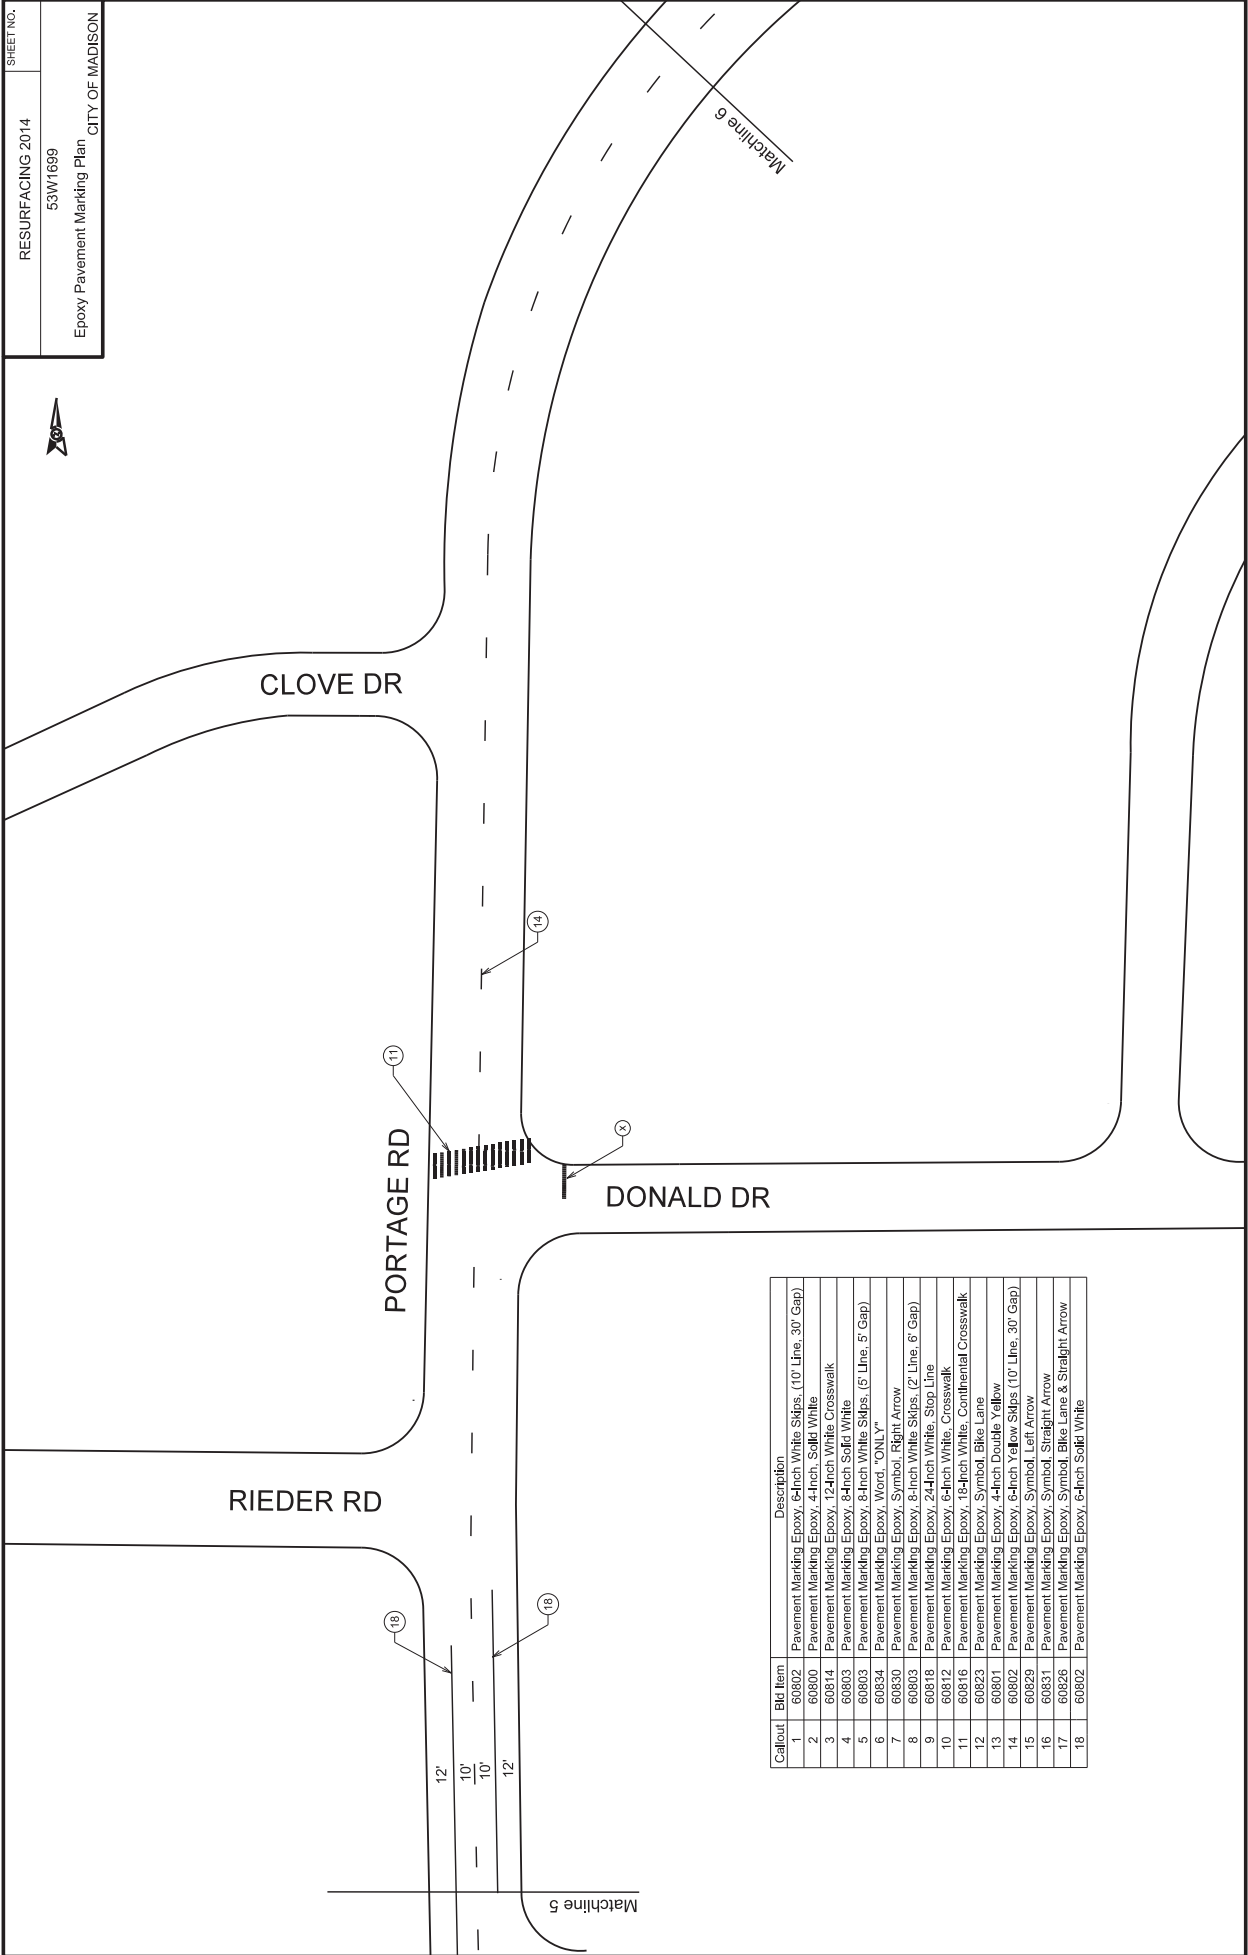 SHEET NO.
RESURFACING 2014
53W1699
Epoxy Pavement Marking Plan
CITY OF MADISON
Matchline 6
CLOVE DR
14
11
PORTAGE RD
X
DONALD DR
RIEDER RD
18
18
12'
10'
10'
12'
Matchline 5
Callout Bid Item Description
1 60802 Pavement Marking Epoxy, 6-Inch White Skips, (10' Line, 30' Gap)
2 60800 Pavement Marking Epoxy, 4-Inch, Solid White
3 60814 Pavement Marking Epoxy, 12-Inch White Crosswalk
4 60803 Pavement Marking Epoxy, 8-Inch Solid White
5 60803 Pavement Marking Epoxy, 8-Inch White Skips, (5' Line, 5' Gap)
6 60834 Pavement Marking Epoxy, Word, "ONLY"
7 60830 Pavement Marking Epoxy, Symbol, Right Arrow
8 60803 Pavement Marking Epoxy, 8-Inch White Skips, (2' Line, 6' Gap)
9 60818 Pavement Marking Epoxy, 24-Inch White, Stop Line
10 60812 Pavement Marking Epoxy, 6-Inch White, Crosswalk
11 60816 Pavement Marking Epoxy, 18-Inch White, Continental Crosswalk
12 60823 Pavement Marking Epoxy, Symbol, Bike Lane
13 60801 Pavement Marking Epoxy, 4-Inch Double Yellow
14 60802 Pavement Marking Epoxy, 6-Inch Yellow Skips (10' Line, 30' Gap)
15 60829 Pavement Marking Epoxy, Symbol, Left Arrow
16 60831 Pavement Marking Epoxy, Symbol, Straight Arrow
17 60826 Pavement Marking Epoxy, Symbol, Bike Lane & Straight Arrow
18 60802 Pavement Marking Epoxy, 6-Inch Solid White